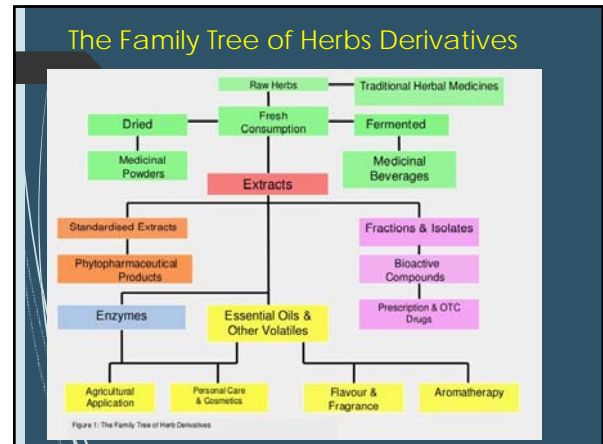 The Family Tree of Herbs Derivatives
Raw Herbs
Traditional Herbal Medicines
Dried
Fresh
Consumption
Fermented
Medicinal
Powders
Medicinal
Beverages
Extracts
Standardised Extracts
Fractions & Isolates
Phytopharmaceutical
Products
Bioactive
Compounds
Prescription & OTC
Drugs
Enzymes
Essential Oils &
Other Volatiles
Agricultural
Application
Personal Care
& Cosmetics
Flavour &
Fragrance
Aromatherapy
Figure 1: The Family Tree of Herb Derivatives